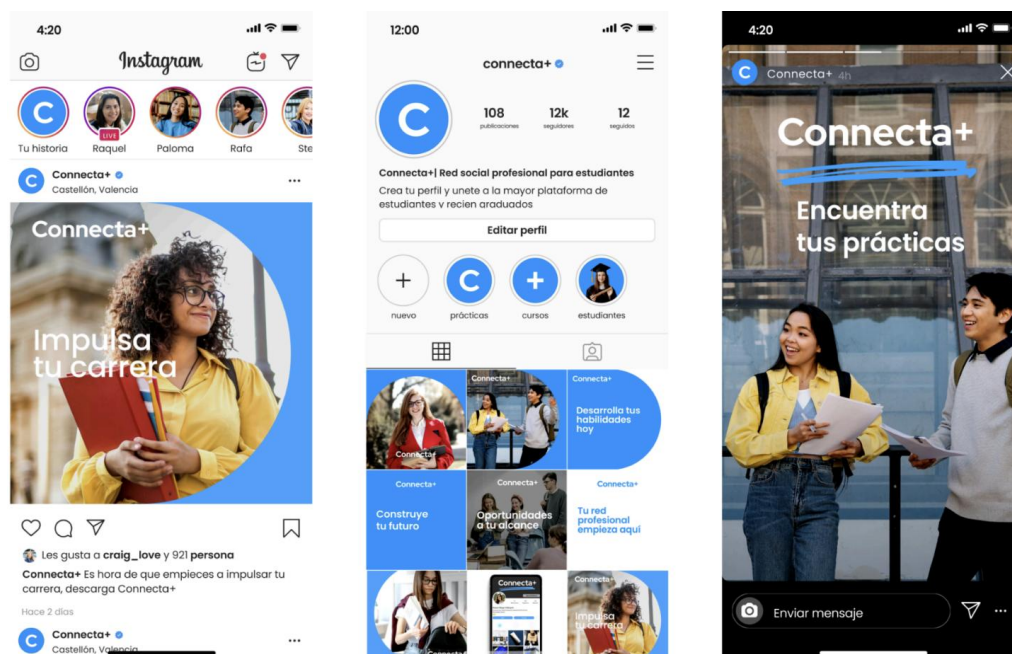 4:20
Instagram
C
LIVE
Tu historia
Raquel
Paloma
Rafa
Ste
C
Connecta+
Castellón, Valencia
Connecta+
Impulsa
tu carrera
Les gusta a craig_love y 921 persona
Connecta+ Es hora de que empieces a impulsar tu
carrera, descarga Connecta+
Hace 2 días
C
Connecta+
Castellón, Valencia
12:00
connecta+
C
108
publicaciones
12k
seguidores
12
seguidos
Connecta+| Red social profesional para estudiantes
Crea tu perfil y unete a la mayor plataforma de
estudiantes y recien graduados
Editar perfil
+
C
+
nuevo
prácticas
cursos
estudiantes
Connecta+
Connecta+
Connecta+
Desarrolla tus
habilidades
hoy
Connecta+
Construye
tu futuro
Connecta+
Oportunidades
a tu alcance
Connecta+
Tu red
profesional
empieza aquí
Connecta+
Connecta+
Connecta+
Impulsa
tu carrera
4:20
C
Connecta+ 4h
Connecta+
Encuentra
tus prácticas
Enviar mensaje